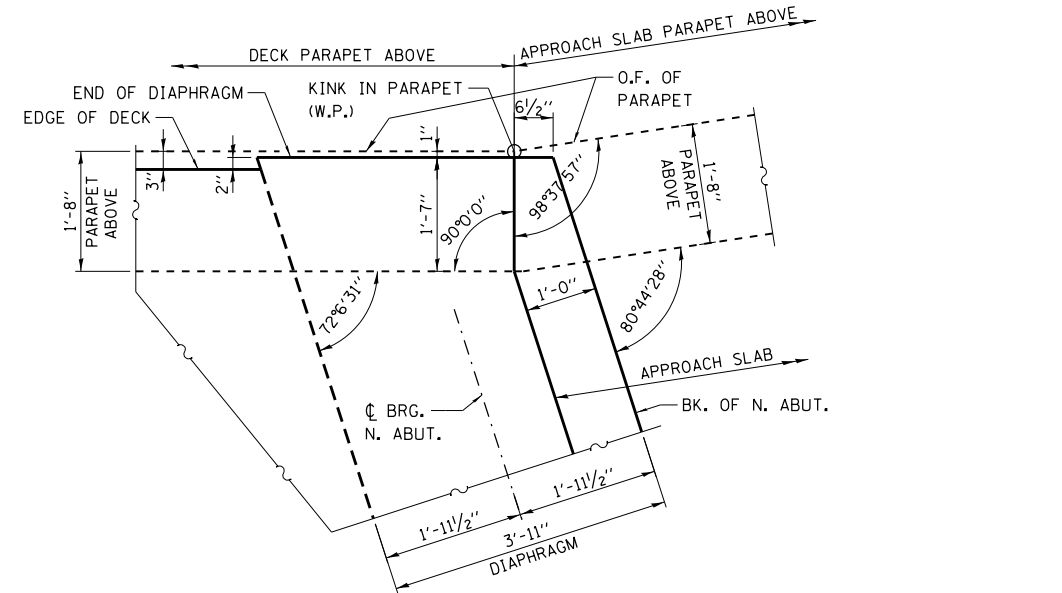 DECK PARAPET ABOVE
APPROACH SLAB PARAPET ABOVE
END OF DIAPHRAGM
KINK IN PARAPET
(W.P.)
O.F. OF
PARAPET
EDGE OF DECK
6½"
1"
3"
2"
1'-8"
PARAPET
ABOVE
1'-7"
90°0'0"
98°37'57"
1'-8"
PARAPET
ABOVE
72°6'31"
1'-0"
80°44'28"
APPROACH SLAB
℄ BRG.
N. ABUT.
BK. OF N. ABUT.
1'-11½"
1'-11½"
3'-11"
DIAPHRAGM